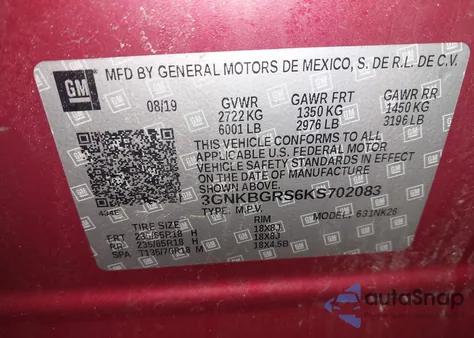 GM
MFD BY GENERAL MOTORS DE MEXICO, S. DE R.L. DE C.V.
08/19 GVWR GAWR FRT GAWR RR
2722 KG 1350 KG 1450 KG
6001 LB 2976 LB 3196 LB
THIS VEHICLE CONFORMS TO ALL
APPLICABLE U.S. FEDERAL MOTOR
VEHICLE SAFETY STANDARDS IN EFFECT
ON THE DATE OF MANUFACTURE
3GNKBGRS6KS702083
TYPE: M.P.V. MODEL: 631NK26
TIRE SIZE RIM
FRT 235/65R18 H 18X8J
RR 235/65R18 H 18X8J
SPA T135/70R18 M 18X4.5B
autoSnap